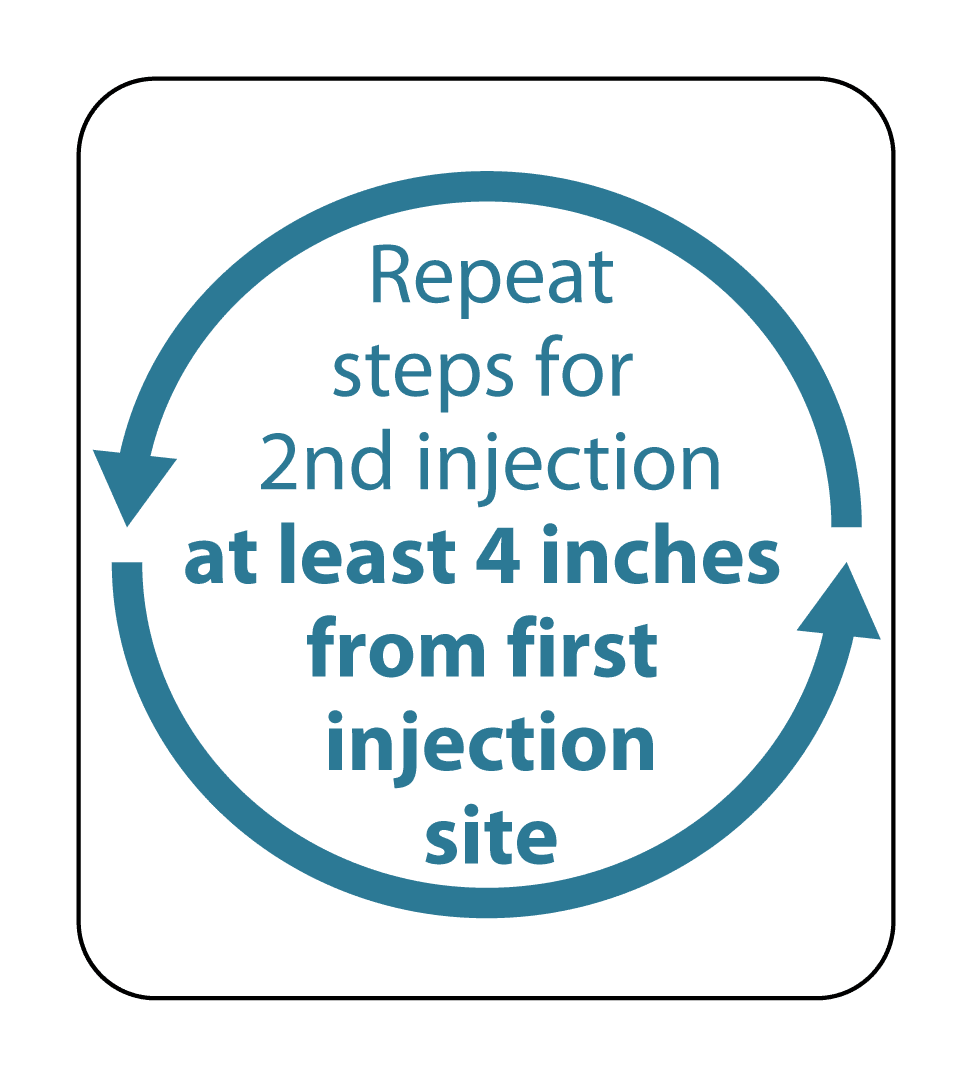 Repeat
steps for
2nd injection
at least 4 inches
from first
injection
site